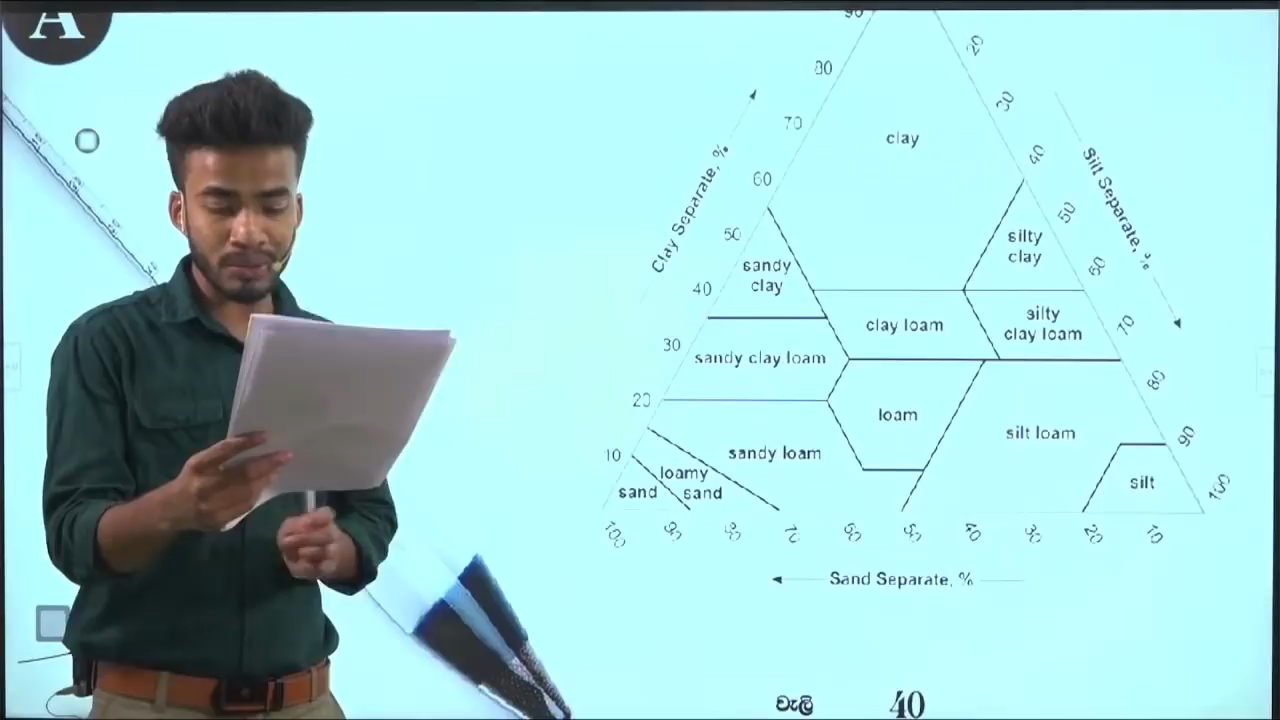 A
90
20
80
30
70
clay
40
60
50
Clay Separate, %
Silt Separate, %
50
silty
clay
60
sandy
clay
40
clay loam
silty
clay loam
70
30
sandy clay loam
80
20
loam
silt loam
90
sandy loam
10
loamy
sand
sand
silt
100
100 90 80 70 60 50 40 30 20 10
Sand Separate, %
වැලි 40